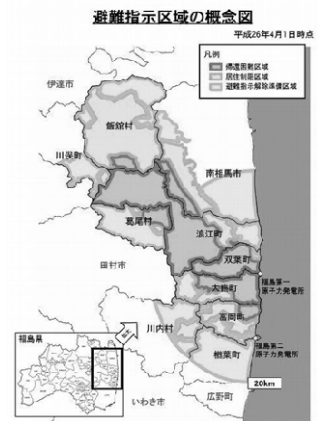 避難指示区域の概念図
平成26年4月1日時点
凡例
帰還困難区域
居住制限区域
避難指示解除準備区域
伊達市
飯舘村
川俣町
南相馬市
葛尾村
浪江町
田村市
双葉町
福島第一
原子力発電所
大熊町
富岡町
川内村
福島第二
原子力発電所
楢葉町
福島県
20km
広野町
いわき市